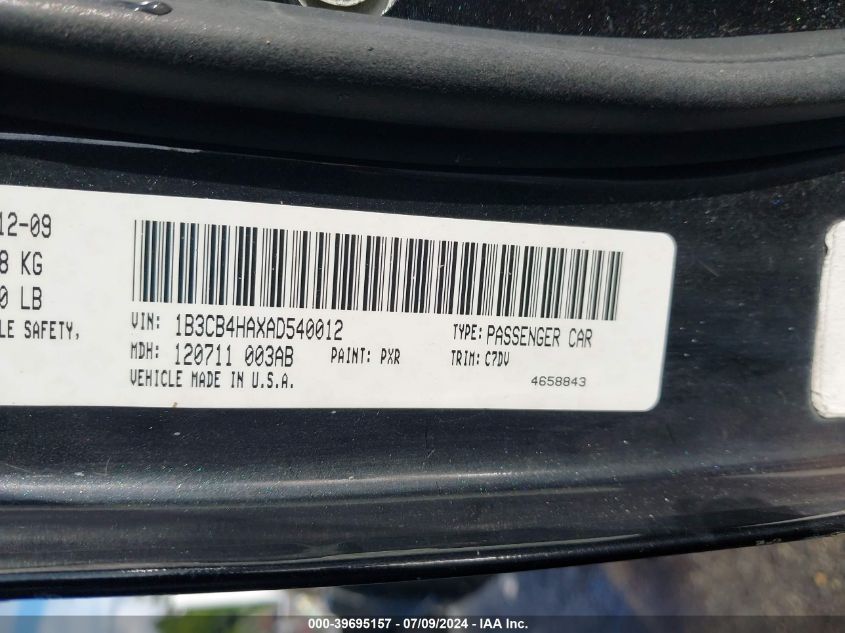 12-09
8 KG
0 LB
LE SAFETY,
VIN: 1B3CB4HAXAD540012
TYPE: PASSENGER CAR
MDH: 120711 003AB
PAINT: PXR
TRIM: C7DV
VEHICLE MADE IN U.S.A.
4658843
000-39695157 - 07/09/2024 - IAA Inc.